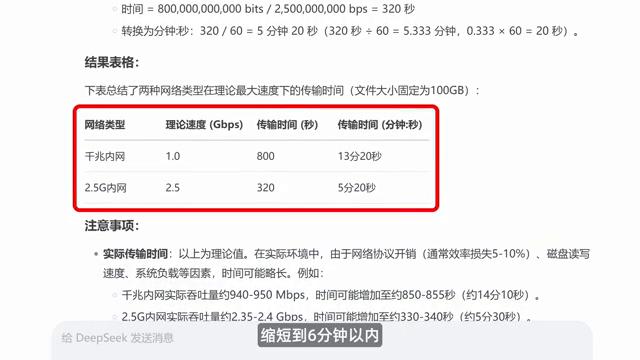 时间 = 800,000,000,000 bits / 2,500,000,000 bps = 320 秒
转换为分钟:秒：320 / 60 = 5 分钟 20 秒（320 秒 ÷ 60 = 5.333 分钟，0.333 × 60 = 20 秒）。
结果表格：
下表总结了两种网络类型在理论最大速度下的传输时间（文件大小固定为100GB）：
网络类型 理论速度 (Gbps) 传输时间 (秒) 传输时间 (分钟:秒)
千兆内网 1.0 800 13分20秒
2.5G内网 2.5 320 5分20秒
注意事项：
实际传输时间：以上为理论值。在实际环境中，由于网络协议开销（通常效率损失5-10%）、磁盘读写
速度、系统负载等因素，时间可能略长。例如：
千兆内网实际吞吐量约940-950 Mbps，时间可能增加至约850-855秒（约14分10秒）。
2.5G内网实际吞吐量约2.35-2.4 Gbps，时间可能增加至约330-340秒（约5分30秒）。
给 DeepSeek 发送消息
缩短到6分钟以内